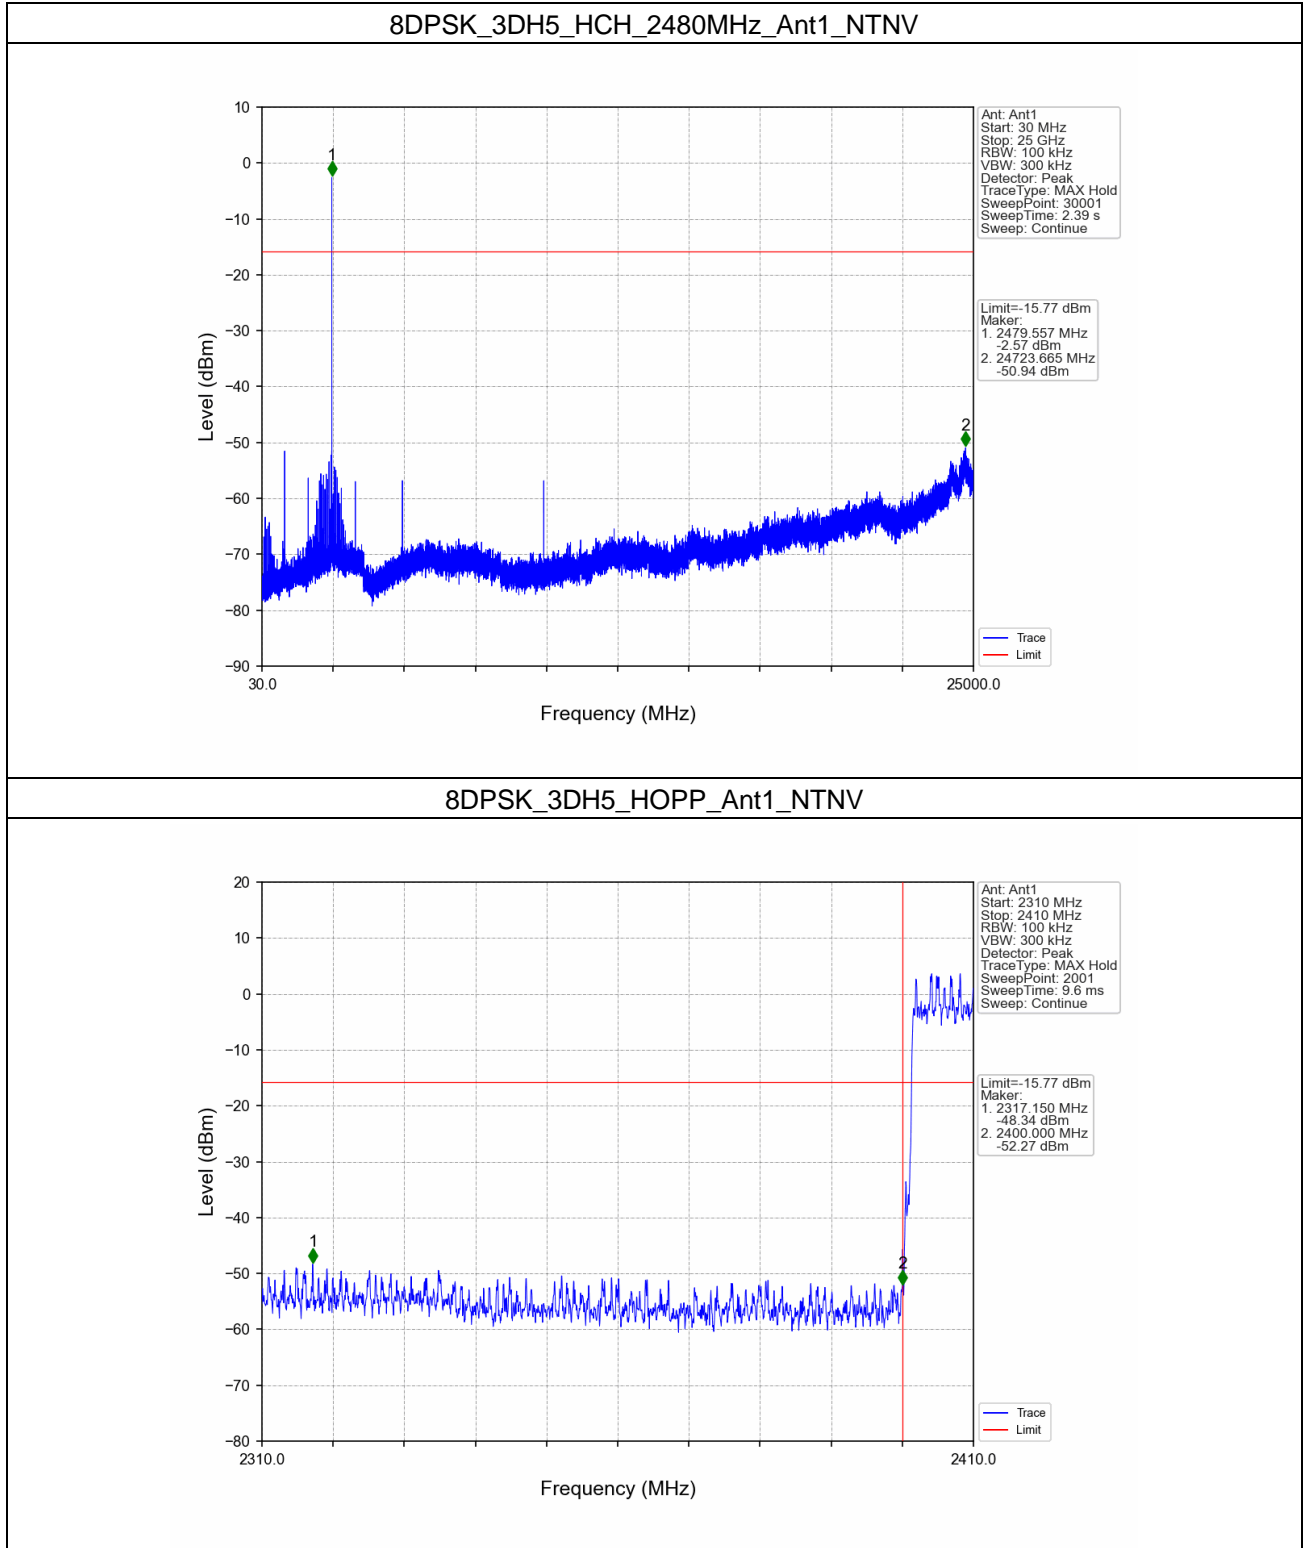 8DPSK_3DH5_HCH_2480MHz_Ant1_NTNV
10
0
−10
−20
−30
−40
−50
−60
−70
−80
−90
Level (dBm)
1
2
30.0
25000.0
Frequency (MHz)
Ant: Ant1
Start: 30 MHz
Stop: 25 GHz
RBW: 100 kHz
VBW: 300 kHz
Detector: Peak
TraceType: MAX Hold
SweepPoint: 30001
SweepTime: 2.39 s
Sweep: Continue
Limit=-15.77 dBm
Maker:
1. 2479.557 MHz
-2.57 dBm
2. 24723.665 MHz
-50.94 dBm
Trace
Limit
8DPSK_3DH5_HOPP_Ant1_NTNV
20
10
0
−10
−20
−30
−40
−50
−60
−70
−80
Level (dBm)
1
2
2310.0
2410.0
Frequency (MHz)
Ant: Ant1
Start: 2310 MHz
Stop: 2410 MHz
RBW: 100 kHz
VBW: 300 kHz
Detector: Peak
TraceType: MAX Hold
SweepPoint: 2001
SweepTime: 9.6 ms
Sweep: Continue
Limit=-15.77 dBm
Maker:
1. 2317.150 MHz
-48.34 dBm
2. 2400.000 MHz
-52.27 dBm
Trace
Limit